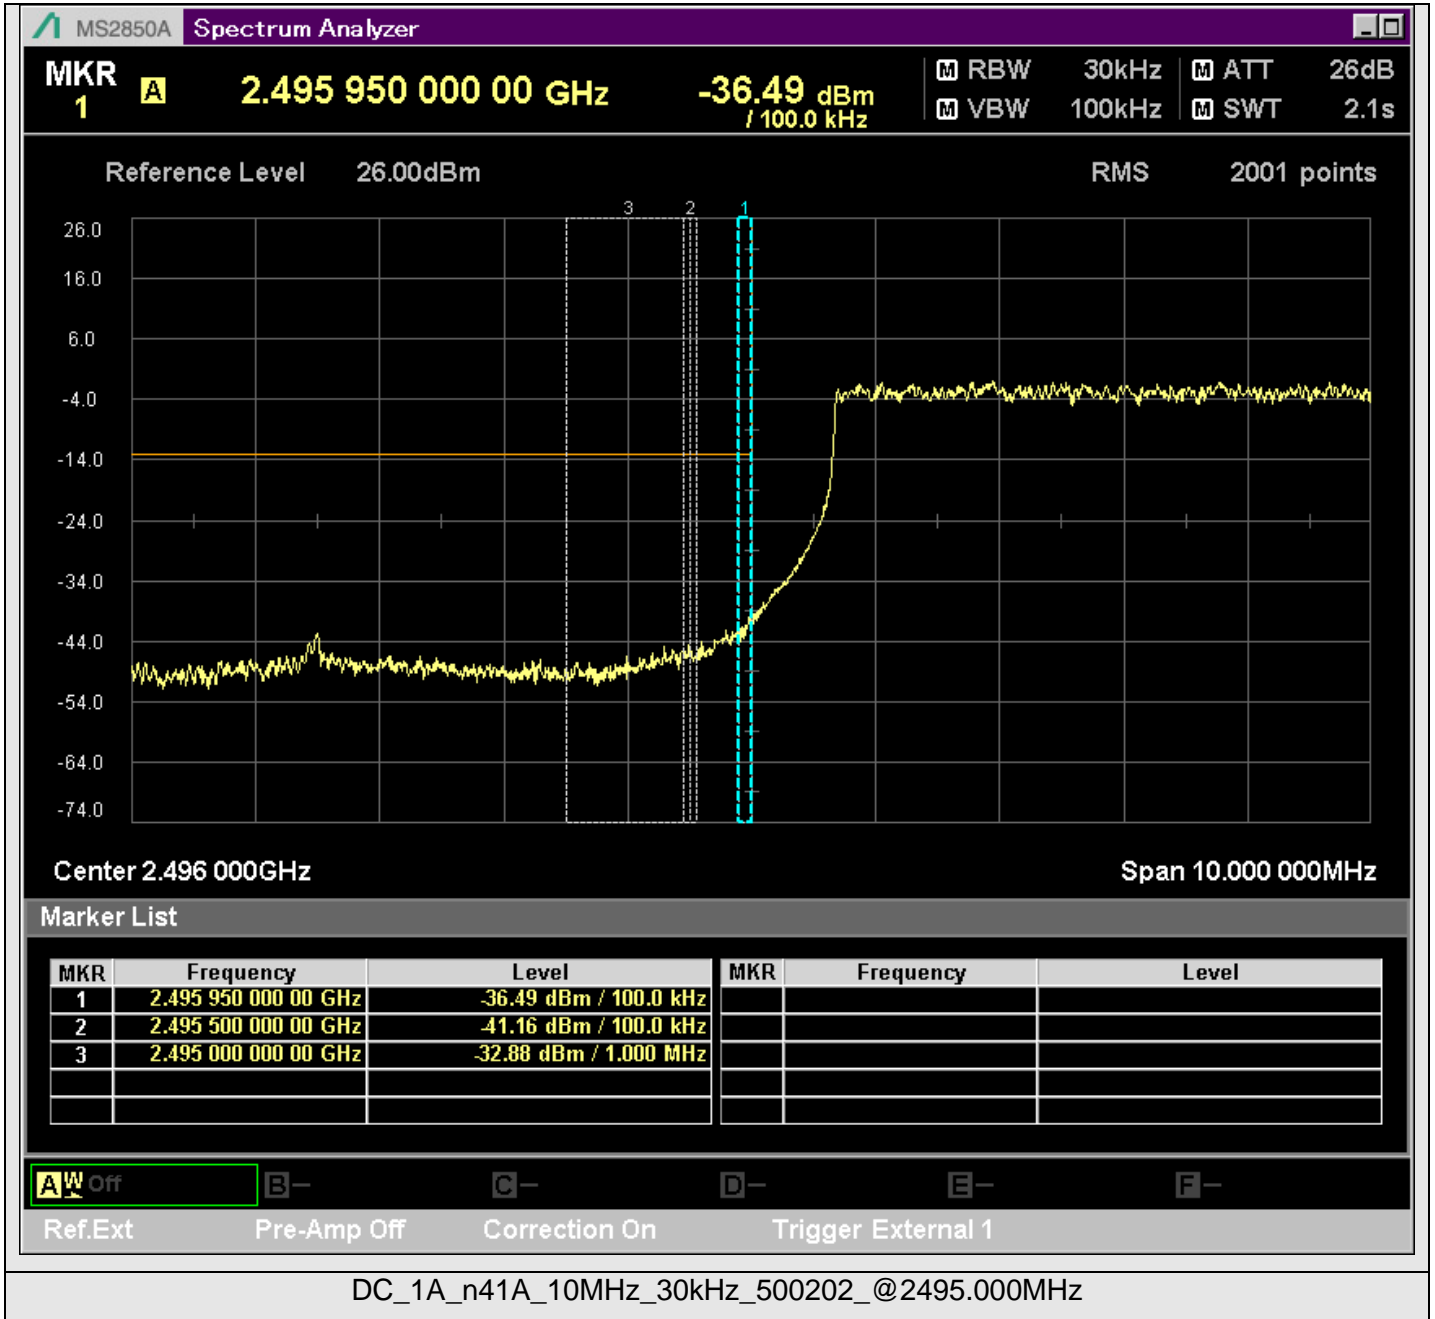 MS2850A Spectrum Analyzer
MKR 1 A 2.495 950 000 00 GHz -36.49 dBm / 100.0 kHz
M RBW 30kHz M ATT 26dB
M VBW 100kHz M SWT 2.1s
Reference Level 26.00dBm RMS 2001 points
3 2 1
26.0
16.0
6.0
-4.0
-14.0
-24.0
-34.0
-44.0
-54.0
-64.0
-74.0
Center 2.496 000GHz Span 10.000 000MHz
Marker List
MKR Frequency Level MKR Frequency Level
1 2.495 950 000 00 GHz -36.49 dBm / 100.0 kHz
2 2.495 500 000 00 GHz -41.16 dBm / 100.0 kHz
3 2.495 000 000 00 GHz -32.88 dBm / 1.000 MHz
A W Off B- C- D- E- F-
Ref.Ext Pre-Amp Off Correction On Trigger External 1
DC_1A_n41A_10MHz_30kHz_500202_@2495.000MHz